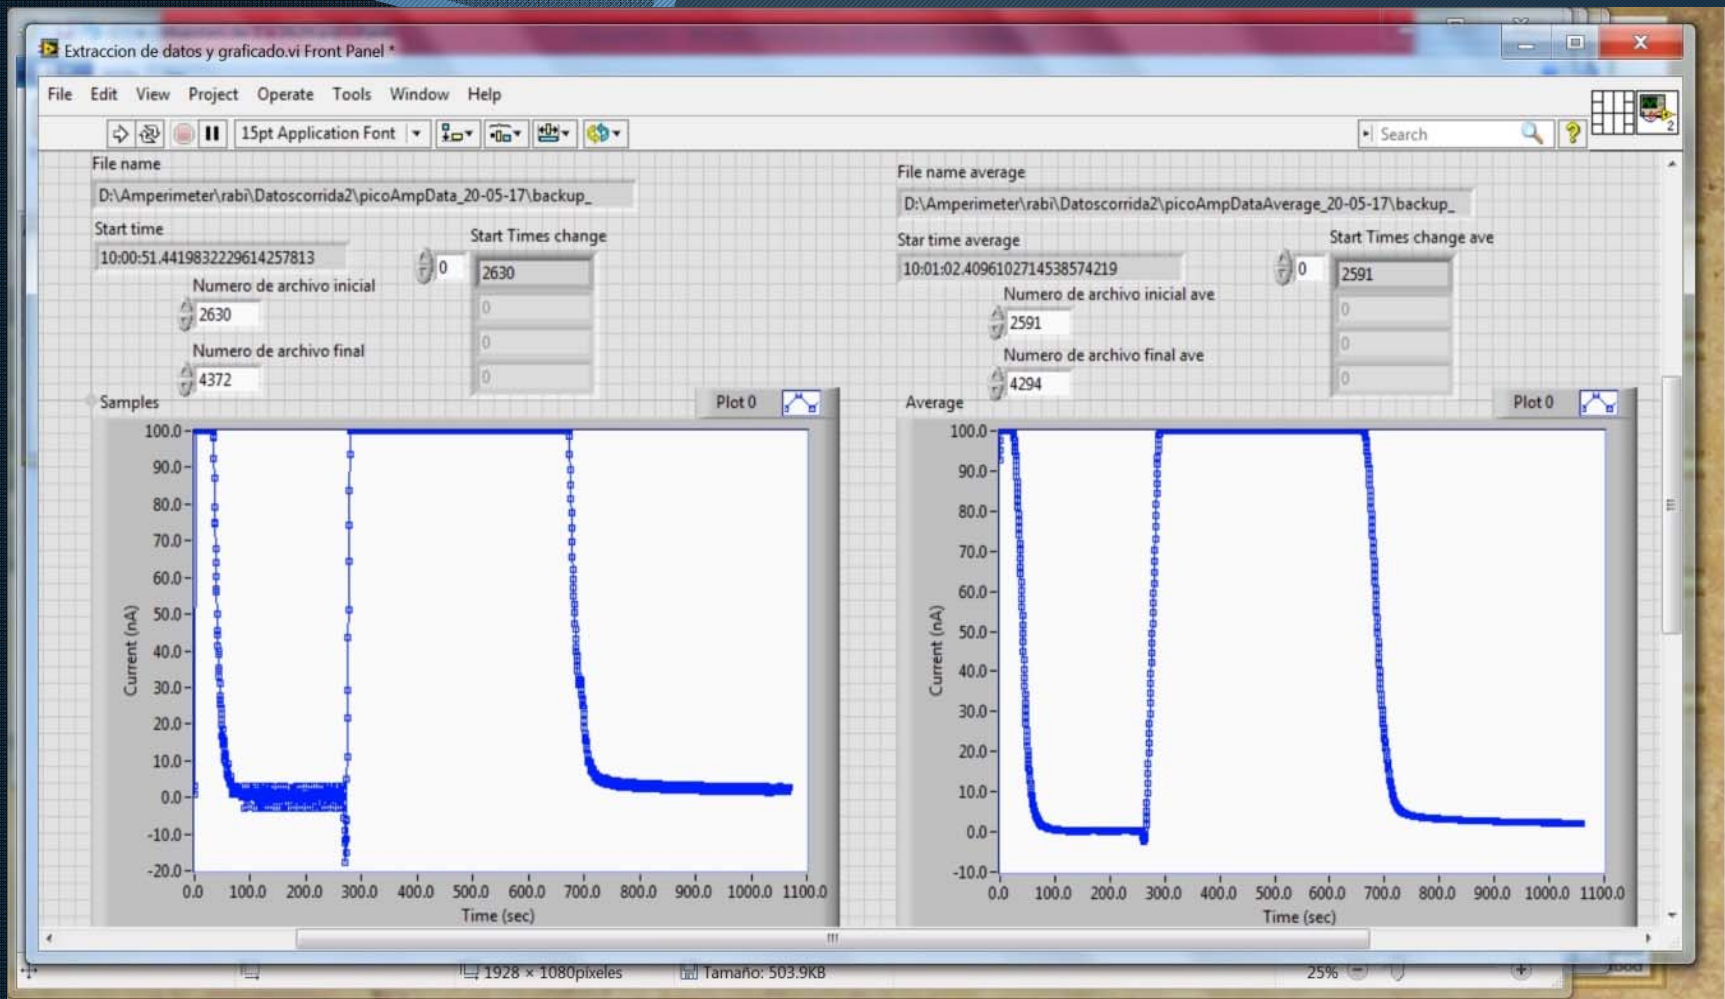 Extraccion de datos y graficado.vi Front Panel *
File Edit View Project Operate Tools Window Help
15pt Application Font
Search
2
File name
D:\Amperimeter\rabi\Datoscorrida2\picoAmpData_20-05-17\backup_
Start time
10:00:51.4419832229614257813
Numero de archivo inicial
2630
Numero de archivo final
4372
Start Times change
0
2630
0
0
0
File name average
D:\Amperimeter\rabi\Datoscorrida2\picoAmpDataAverage_20-05-17\backup_
Star time average
10:01:02.4096102714538574219
Numero de archivo inicial ave
2591
Numero de archivo final ave
4294
Start Times change ave
0
2591
0
0
0
Samples
Plot 0
100.0
90.0
80.0
70.0
60.0
50.0
40.0
30.0
20.0
10.0
0.0
-10.0
-20.0
Current (nA)
0.0 100.0 200.0 300.0 400.0 500.0 600.0 700.0 800.0 900.0 1000.0 1100.0
Time (sec)
Average
Plot 0
100.0
90.0
80.0
70.0
60.0
50.0
40.0
30.0
20.0
10.0
0.0
-10.0
Current (nA)
0.0 100.0 200.0 300.0 400.0 500.0 600.0 700.0 800.0 900.0 1000.0 1100.0
Time (sec)
1928 × 1080píxeles
Tamaño: 503.9KB
25%